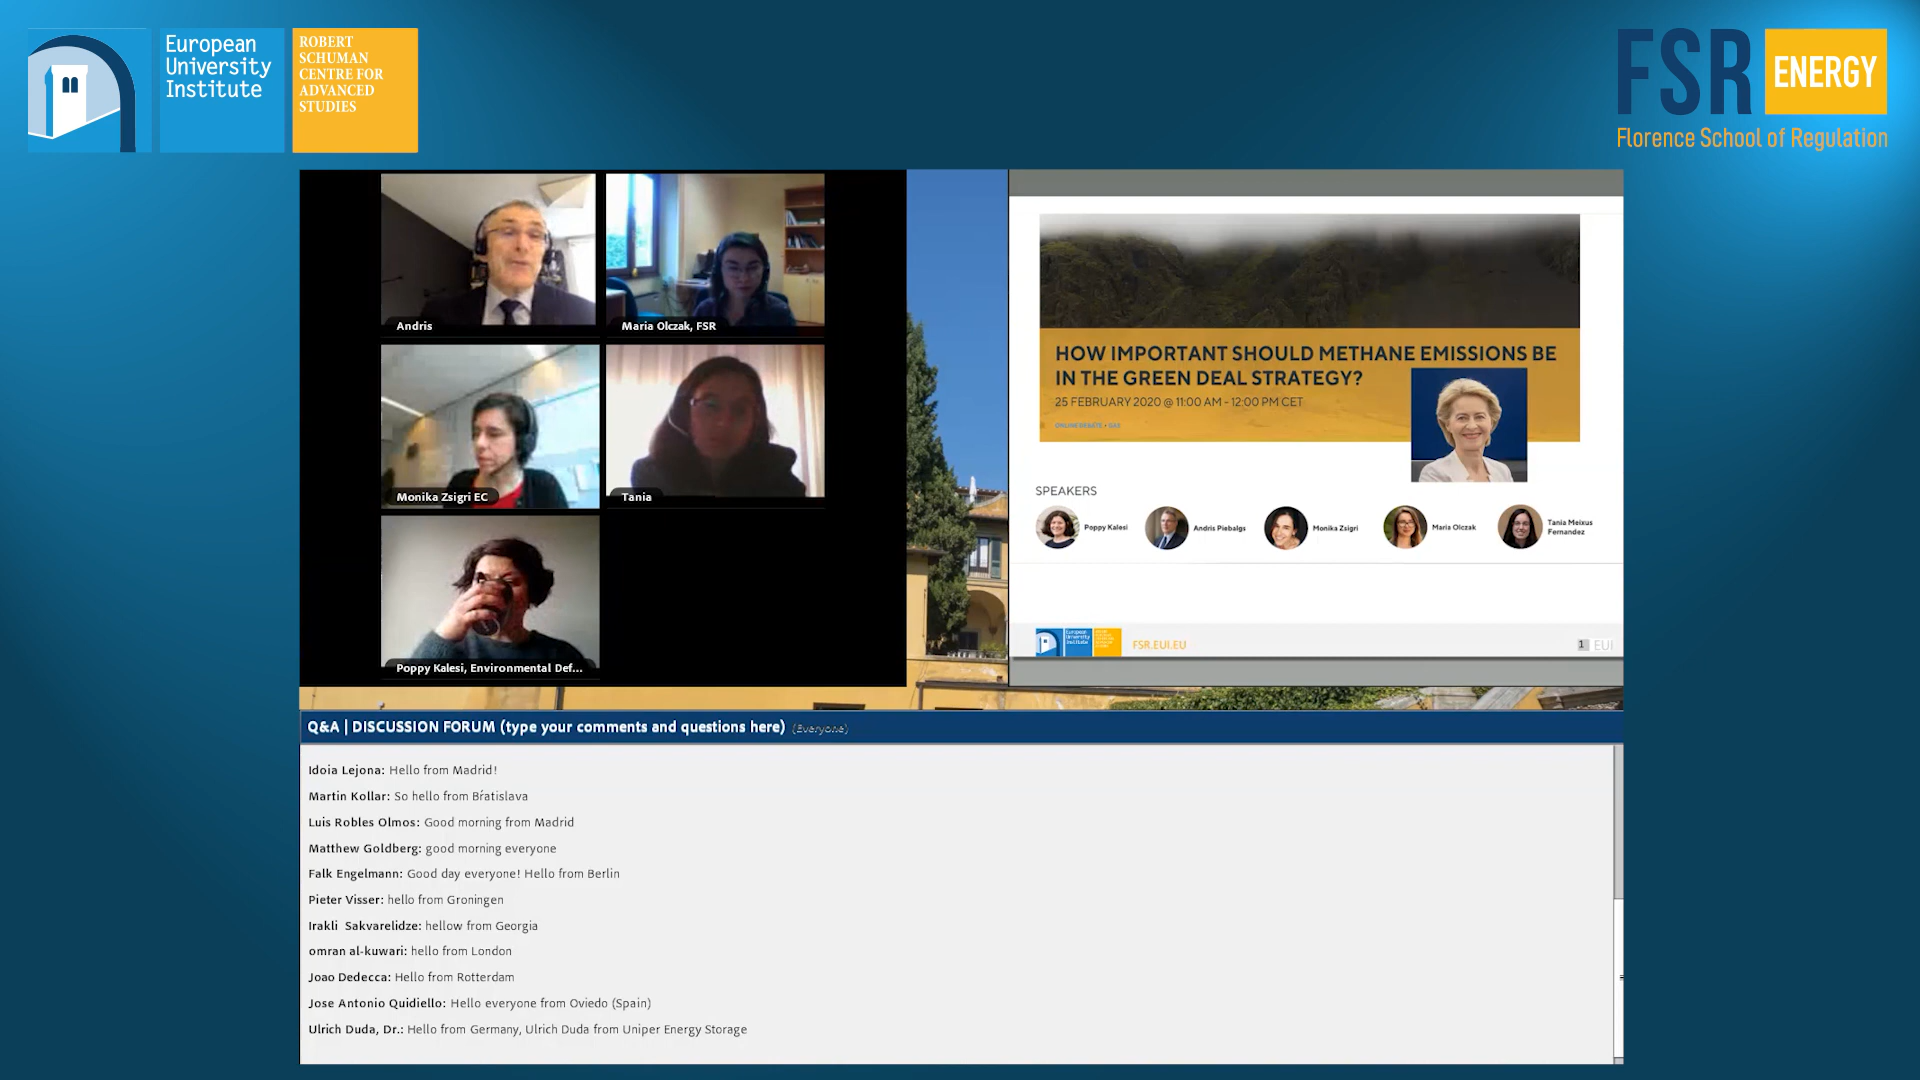 European
University
Institute
ROBERT
SCHUMAN
CENTRE FOR
ADVANCED
STUDIES
FSR ENERGY
Florence School of Regulation
Andris
Maria Olczak, FSR
Monika Zsigri EC
Tania
Poppy Kalesi, Environmental Def...
HOW IMPORTANT SHOULD METHANE EMISSIONS BE
IN THE GREEN DEAL STRATEGY?
25 FEBRUARY 2020 @ 11:00 AM - 12:00 PM CET
ONLINE DEBATE • GAS
SPEAKERS
Poppy Kalesi
Andris Piebalgs
Monika Zsigri
Maria Olczak
Tania Meixus
Fernandez
European
University
Institute
FSR.EUI.EU
1 EUI
Q&A | DISCUSSION FORUM (type your comments and questions here) (Everyone)
Idoia Lejona: Hello from Madrid!
Martin Kollar: So hello from Bŕatislava
Luis Robles Olmos: Good morning from Madrid
Matthew Goldberg: good morning everyone
Falk Engelmann: Good day everyone! Hello from Berlin
Pieter Visser: hello from Groningen
Irakli Sakvarelidze: hellow from Georgia
omran al-kuwari: hello from London
Joao Dedecca: Hello from Rotterdam
Jose Antonio Quidiello: Hello everyone from Oviedo (Spain)
Ulrich Duda, Dr.: Hello from Germany, Ulrich Duda from Uniper Energy Storage